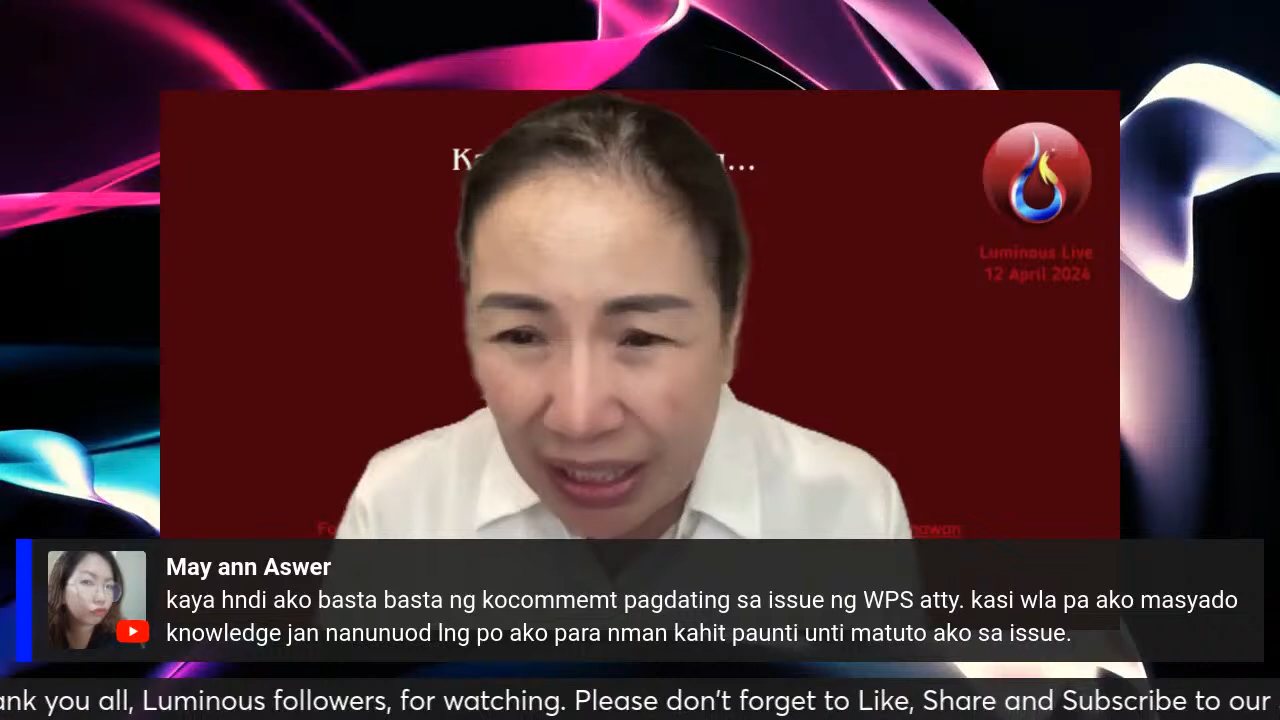 Luminous Live
12 April 2024
May ann Aswer
kaya hndi ako basta basta ng kocommemt pagdating sa issue ng WPS atty. kasi wla pa ako masyado
knowledge jan nanunuod lng po ako para nman kahit paunti unti matuto ako sa issue.
you all, Luminous followers, for watching. Please don't forget to Like, Share and Subscribe to our